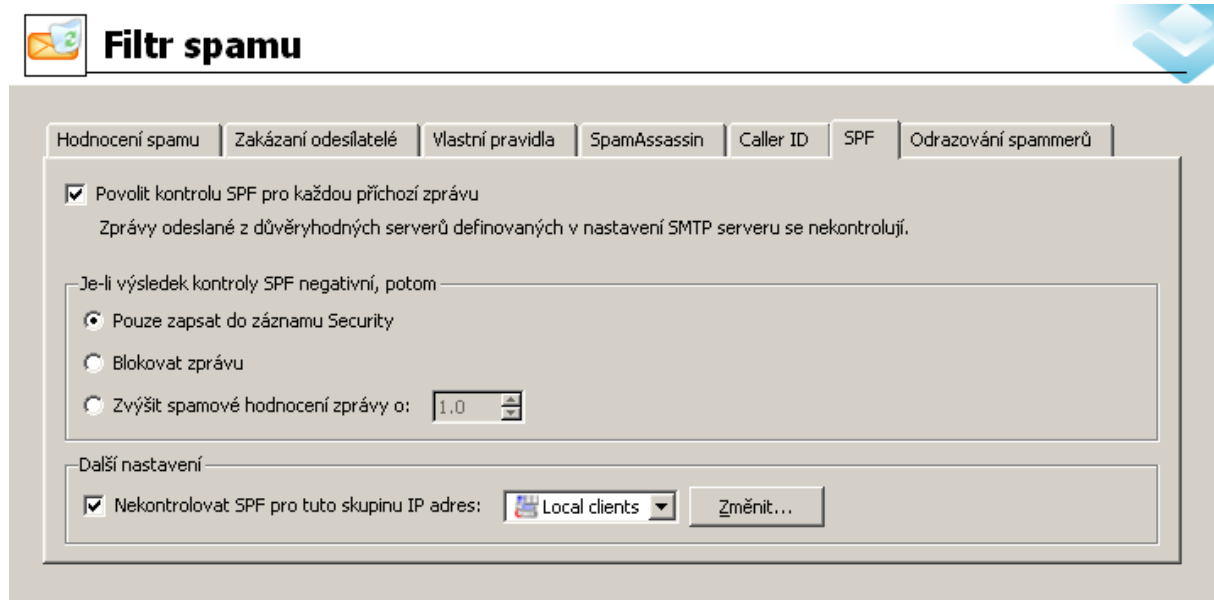 Filtr spamu
Hodnocení spamu Zakázaní odesílatelé Vlastní pravidla SpamAssassin Caller ID SPF Odrazování spammerů
Povolit kontrolu SPF pro každou příchozí zprávu
Zprávy odeslané z důvěryhodných serverů definovaných v nastavení SMTP serveru se nekontrolují.
Je-li výsledek kontroly SPF negativní, potom
Pouze zapsat do záznamu Security
Blokovat zprávu
Zvýšit spamové hodnocení zprávy o: 1.0
Další nastavení
Nekontrolovat SPF pro tuto skupinu IP adres: Local clients Změnit...